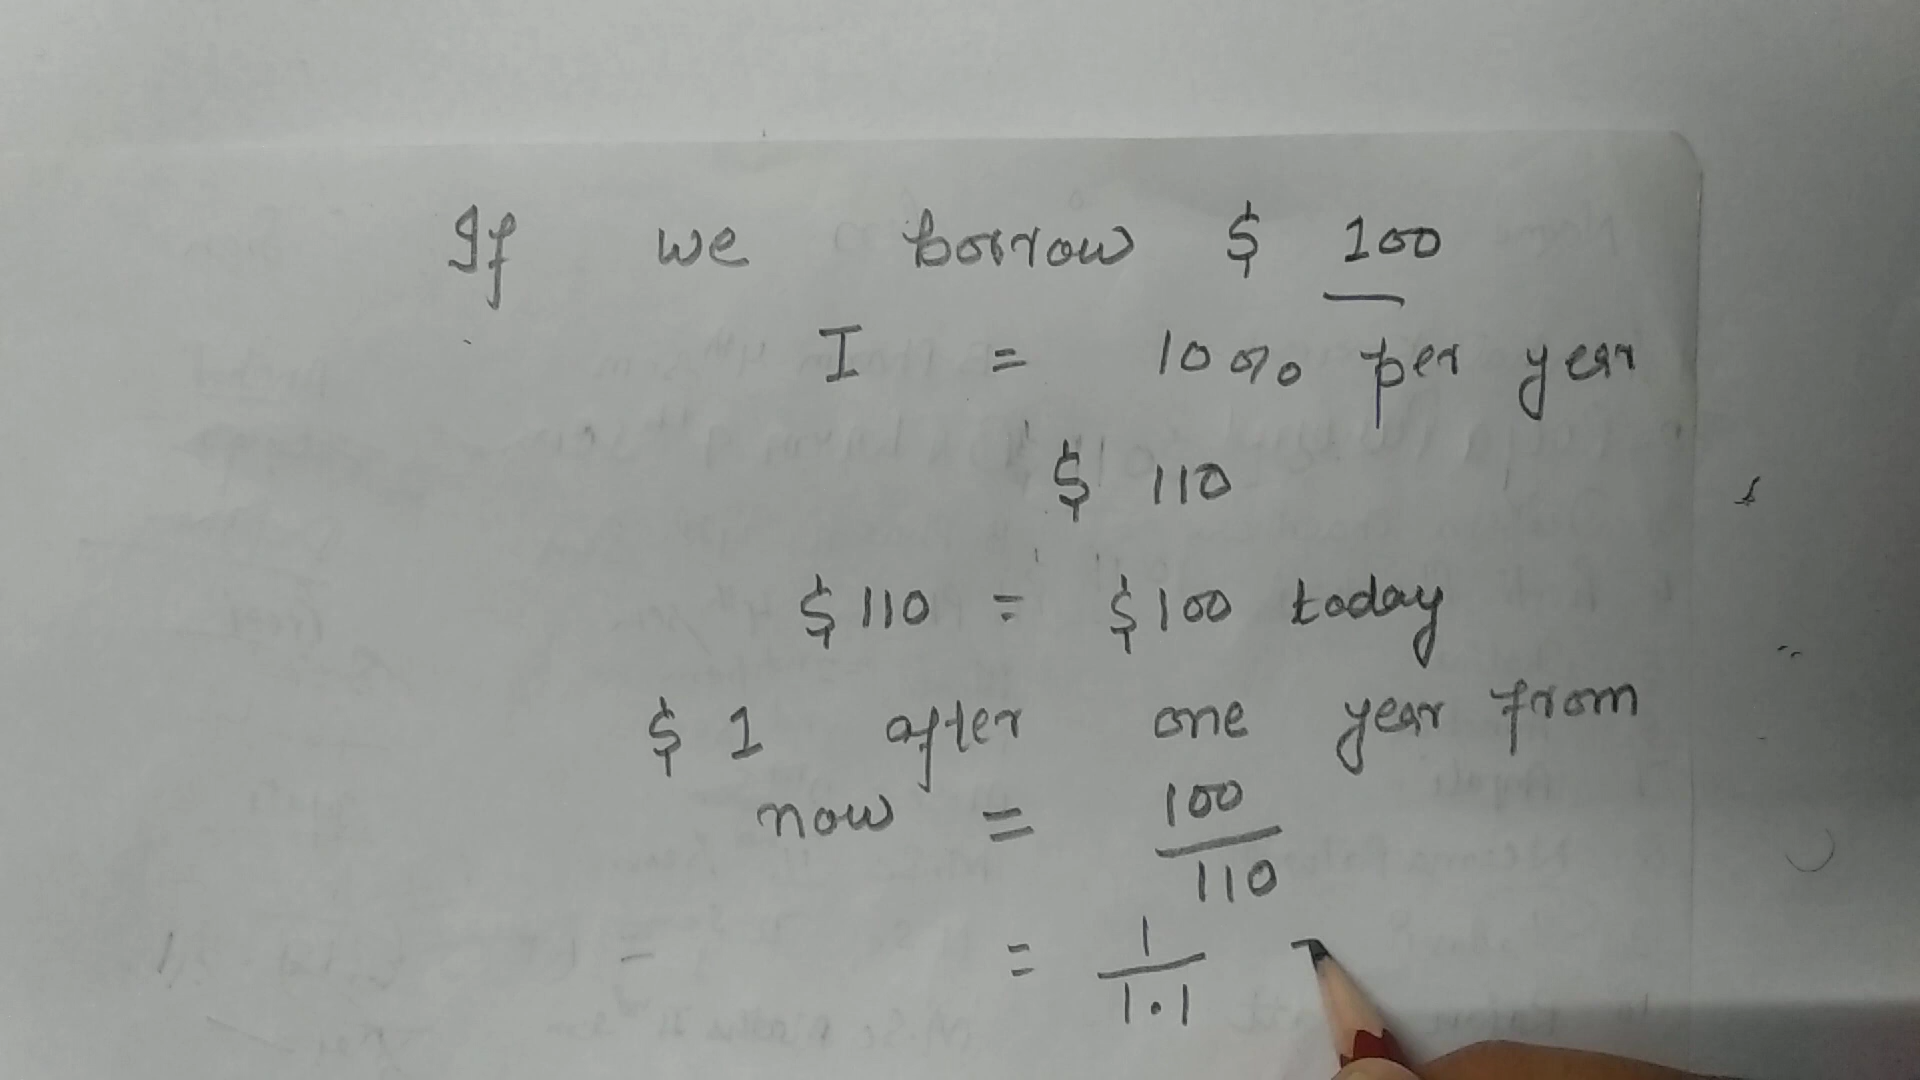 If we borrow $ 100
I = 10% per year
$ 110
$110 = $100 today
$ 1 after one year from
now = 100/110
= 1/1.1